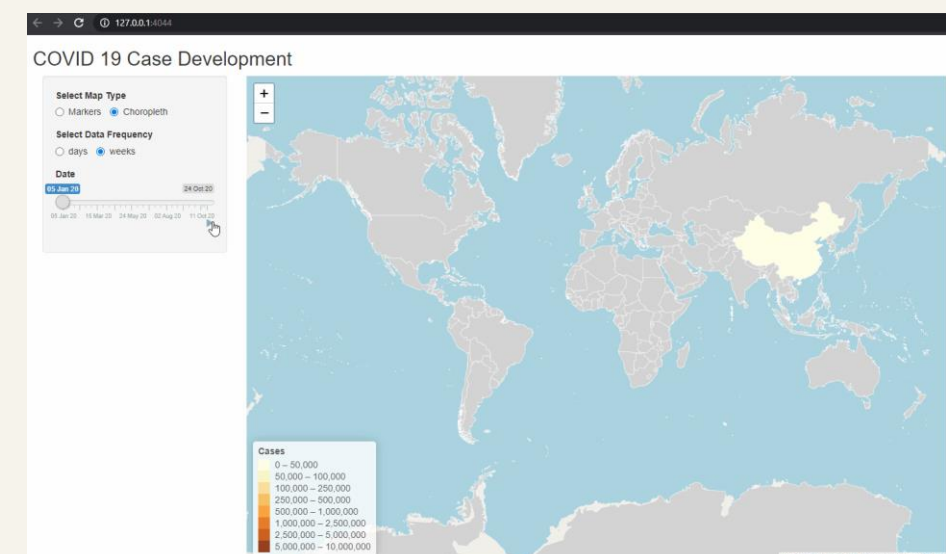 127.0.0.1:4044
COVID 19 Case Development
Select Map Type
Markers Choropleth
Select Data Frequency
days weeks
Date
05 Jan 20 24 Oct 20
05 Jan 20 15 Mar 20 24 May 20 02 Aug 20 11 Oct 20
+
−
Cases
0 – 50,000
50,000 – 100,000
100,000 – 250,000
250,000 – 500,000
500,000 – 1,000,000
1,000,000 – 2,500,000
2,500,000 – 5,000,000
5,000,000 – 10,000,000